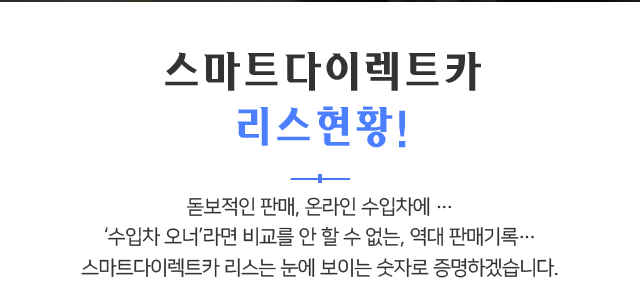 스마트다이렉트카
리스현황!
돋보적인 판매, 온라인 수입차에 …
‘수입차 오너’라면 비교를 안 할 수 없는, 역대 판매기록…
스마트다이렉트카 리스는 눈에 보이는 숫자로 증명하겠습니다.